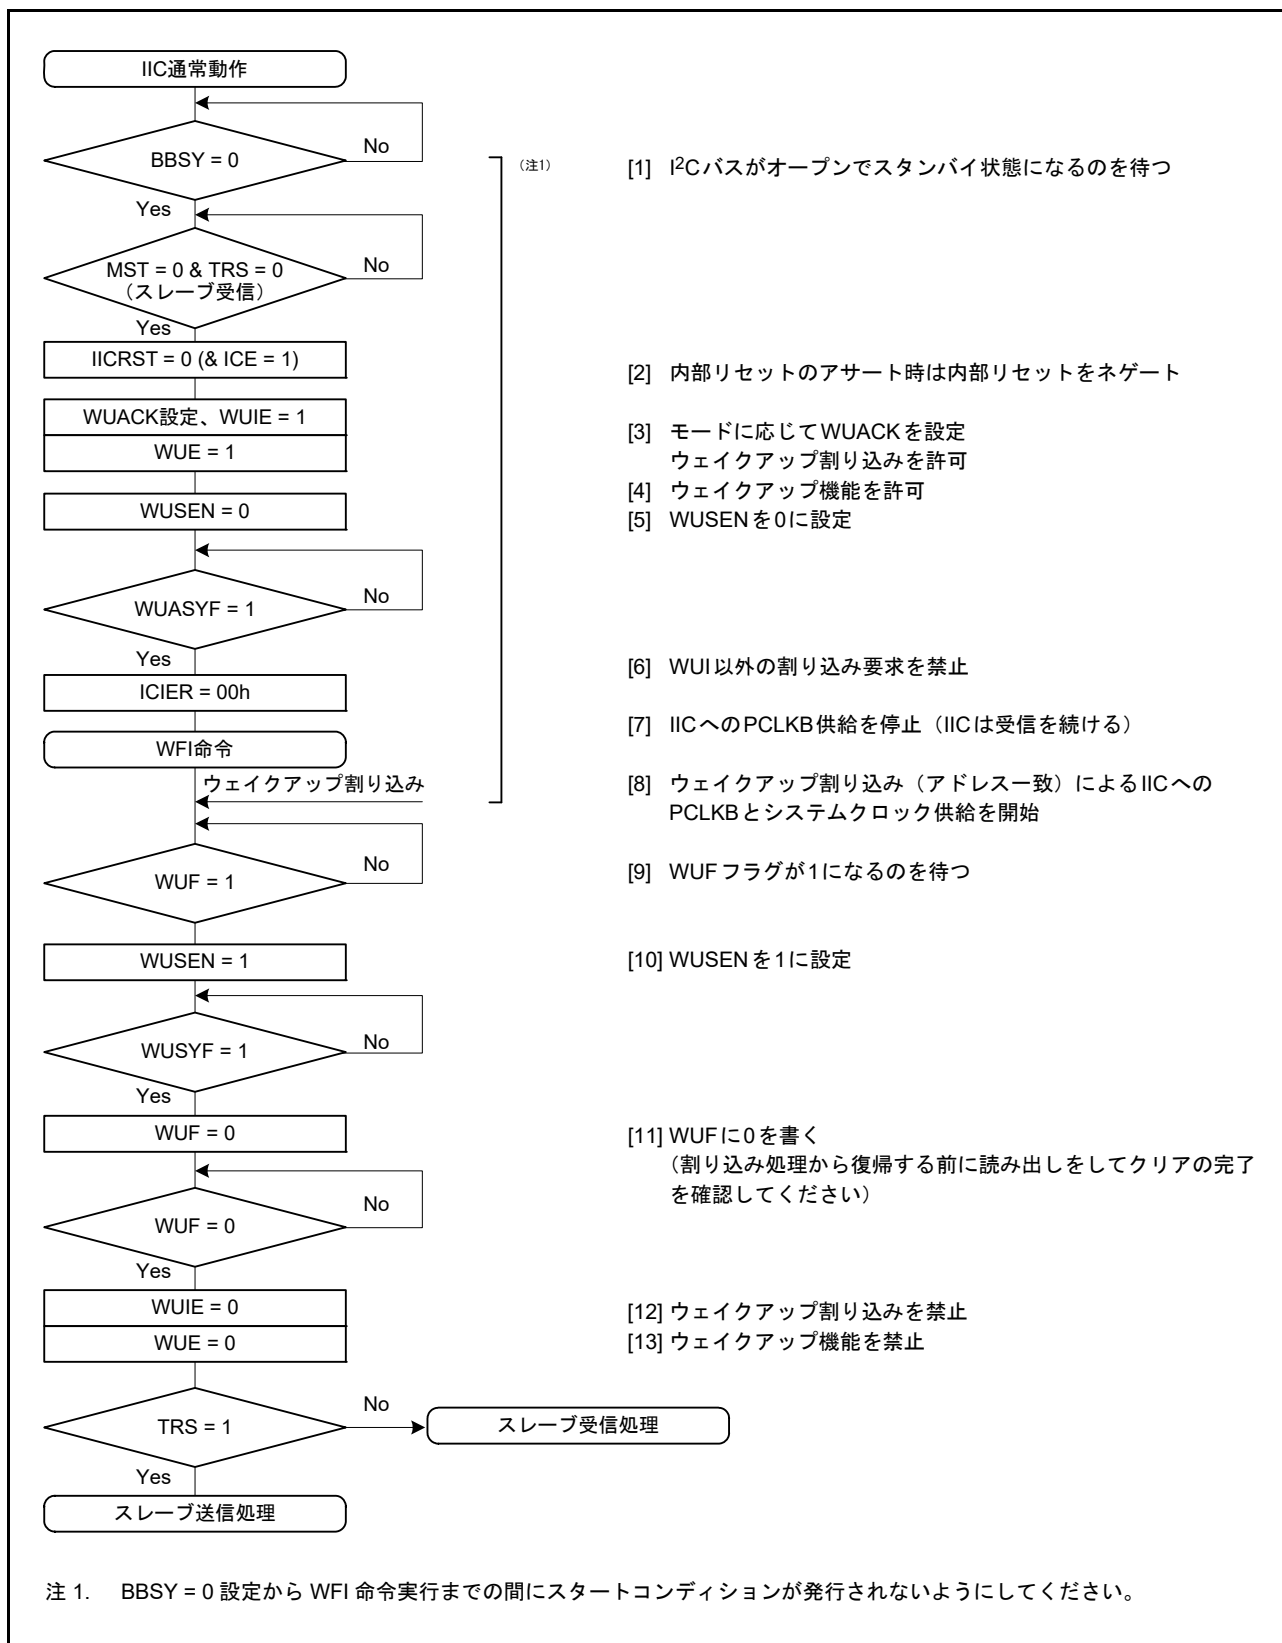 IIC通常動作
BBSY = 0
No
Yes
（注1）
[1] I2Cバスがオープンでスタンバイ状態になるのを待つ
MST = 0 & TRS = 0
（スレーブ受信）
No
Yes
IICRST = 0 (& ICE = 1)
[2] 内部リセットのアサート時は内部リセットをネゲート
WUACK設定、WUIE = 1
[3] モードに応じてWUACKを設定
ウェイクアップ割り込みを許可
WUE = 1
[4] ウェイクアップ機能を許可
WUSEN = 0
[5] WUSENを0に設定
WUASYF = 1
No
Yes
[6] WUI以外の割り込み要求を禁止
ICIER = 00h
[7] IICへのPCLKB供給を停止（IICは受信を続ける）
WFI命令
ウェイクアップ割り込み
[8] ウェイクアップ割り込み（アドレス一致）によるIICへの
PCLKBとシステムクロック供給を開始
WUF = 1
No
[9] WUFフラグが1になるのを待つ
WUSEN = 1
[10] WUSENを1に設定
WUSYF = 1
No
Yes
WUF = 0
[11] WUFに0を書く
（割り込み処理から復帰する前に読み出しをしてクリアの完了
を確認してください）
WUF = 0
No
Yes
WUIE = 0
[12] ウェイクアップ割り込みを禁止
WUE = 0
[13] ウェイクアップ機能を禁止
TRS = 1
No
スレーブ受信処理
Yes
スレーブ送信処理
注 1. BBSY = 0 設定から WFI 命令実行までの間にスタートコンディションが発行されないようにしてください。